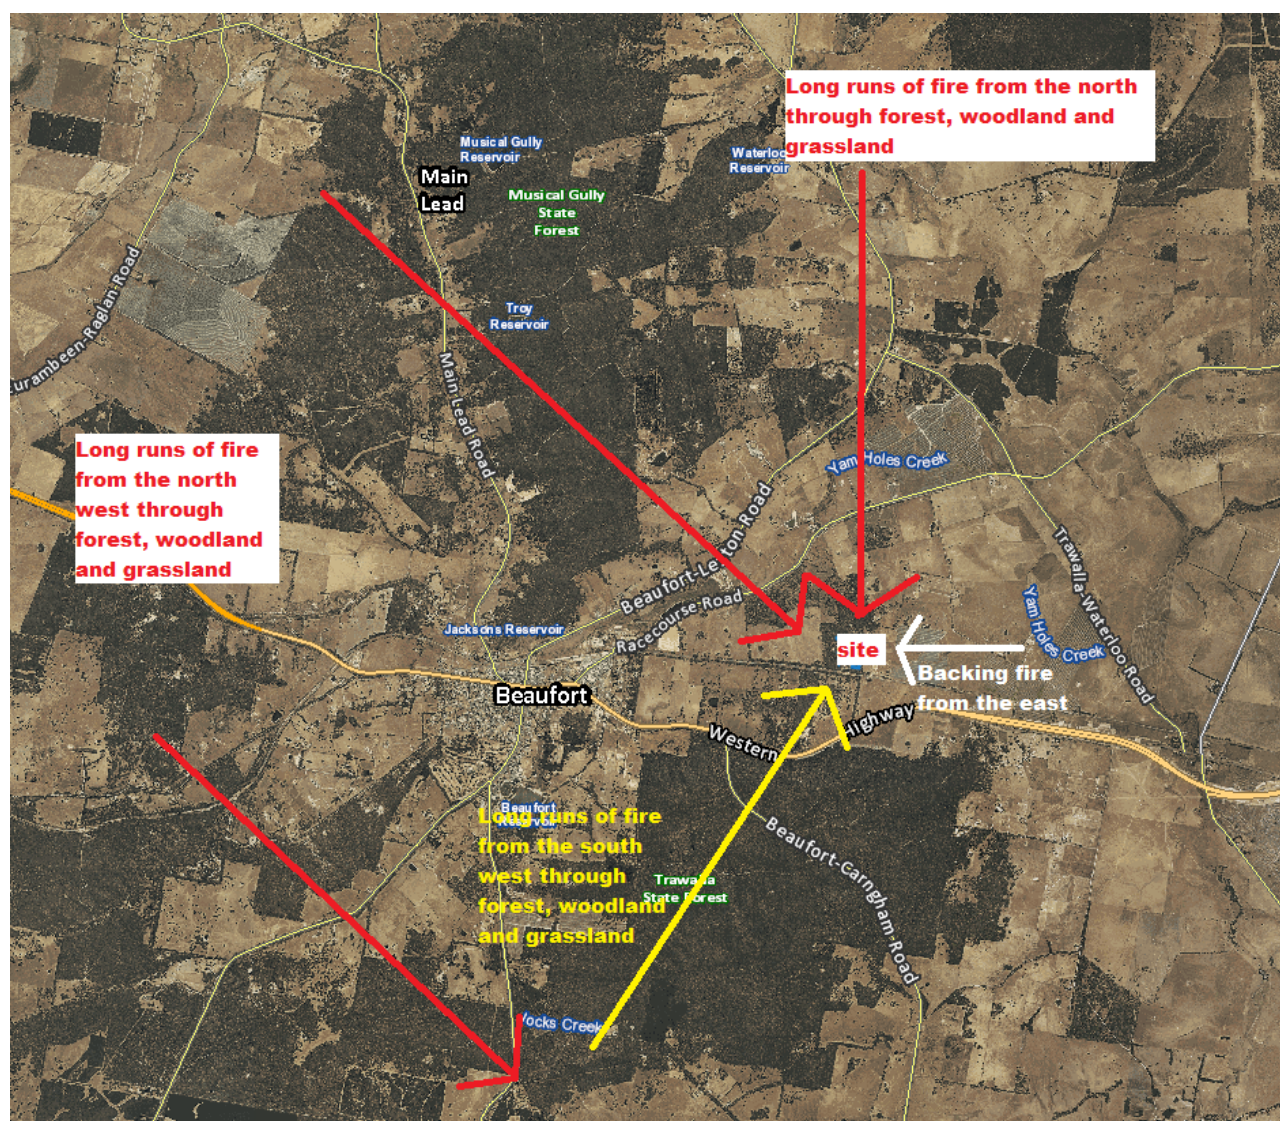 Long runs of fire from the north
through forest, woodland and
grassland
Musical Gully
Reservoir
Waterloo
Reservoir
Main
Lead
Musical Gully
State
Forest
Raglan-Road
Troy
Reservoir
Main Lead Road
Long runs of fire
from the north
west through
forest, woodland
and grassland
Yam Holes Creek
Beaufort-Lexton-Road
Racecourse-Road
Trawalla-Waterloo-Road
Yam Holes Creek
Jacksons Reservoir
site
Backing fire
from the east
Beaufort
Western
Highway
Beaufort
Reservoir
Long runs of fire
from the south
west through
forest, woodland
and grassland
Beaufort-Carngham-Road
Trawalla
State Forest
Jocks Creek